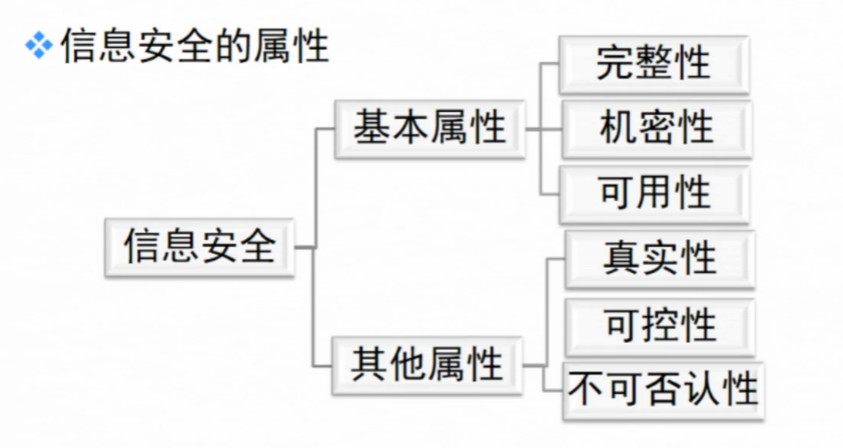 信息安全的属性
完整性
基本属性
机密性
可用性
信息安全
真实性
可控性
其他属性
不可否认性